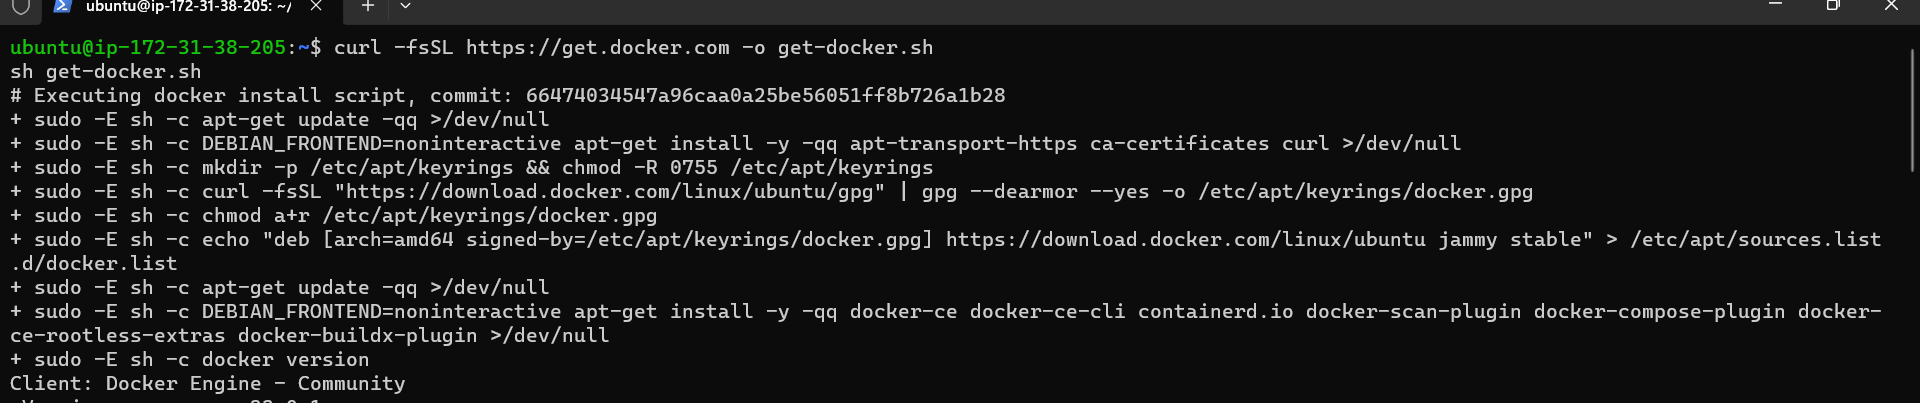 ubuntu@ip-172-31-38-205: ~/
ubuntu@ip-172-31-38-205:~$ curl -fsSL https://get.docker.com -o get-docker.sh
sh get-docker.sh
# Executing docker install script, commit: 66474034547a96caa0a25be56051ff8b726a1b28
+ sudo -E sh -c apt-get update -qq >/dev/null
+ sudo -E sh -c DEBIAN_FRONTEND=noninteractive apt-get install -y -qq apt-transport-https ca-certificates curl >/dev/null
+ sudo -E sh -c mkdir -p /etc/apt/keyrings && chmod -R 0755 /etc/apt/keyrings
+ sudo -E sh -c curl -fsSL "https://download.docker.com/linux/ubuntu/gpg" | gpg --dearmor --yes -o /etc/apt/keyrings/docker.gpg
+ sudo -E sh -c chmod a+r /etc/apt/keyrings/docker.gpg
+ sudo -E sh -c echo "deb [arch=amd64 signed-by=/etc/apt/keyrings/docker.gpg] https://download.docker.com/linux/ubuntu jammy stable" > /etc/apt/sources.list
.d/docker.list
+ sudo -E sh -c apt-get update -qq >/dev/null
+ sudo -E sh -c DEBIAN_FRONTEND=noninteractive apt-get install -y -qq docker-ce docker-ce-cli containerd.io docker-scan-plugin docker-compose-plugin docker-
ce-rootless-extras docker-buildx-plugin >/dev/null
+ sudo -E sh -c docker version
Client: Docker Engine - Community